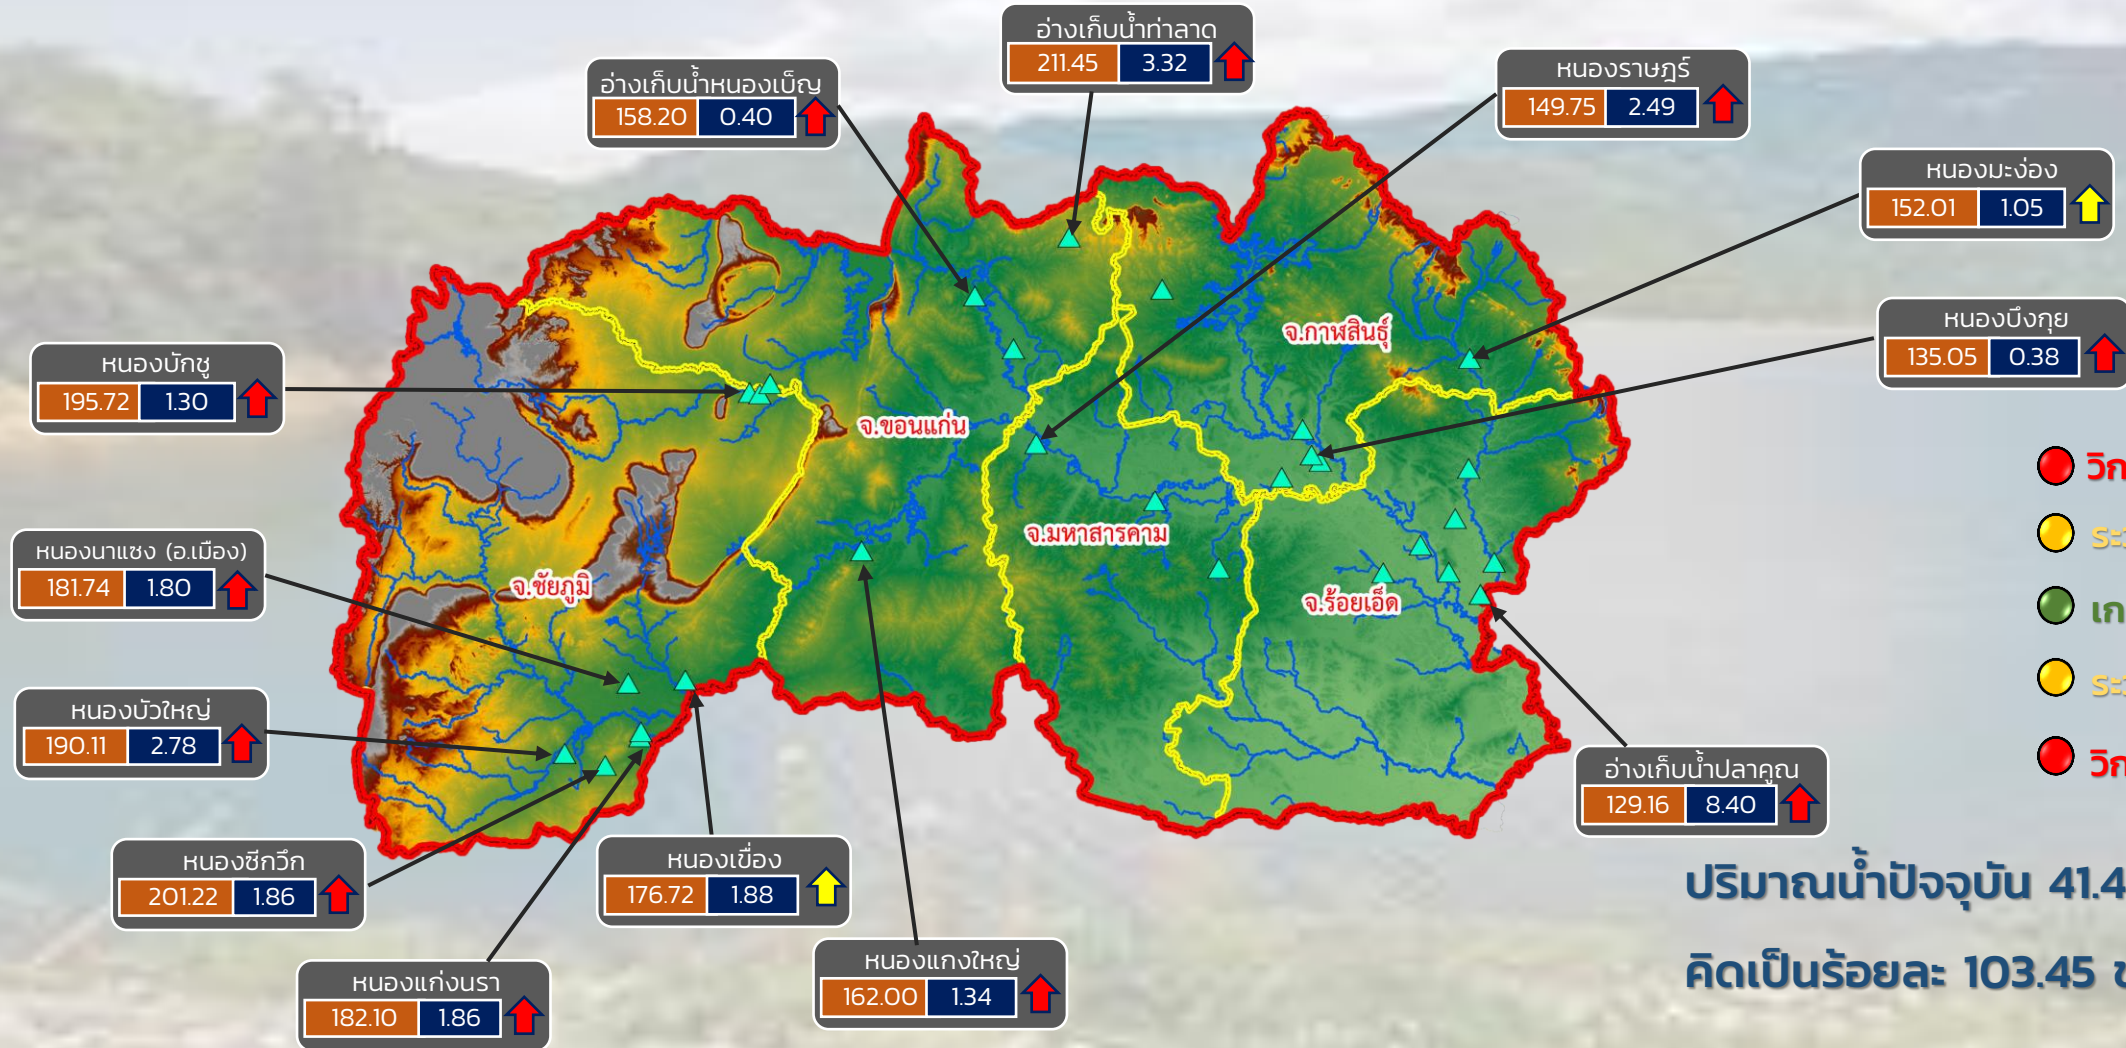 อ่างเก็บน้ำท่าลาด
211.45 3.32
อ่างเก็บน้ำหนองเบ็ญ
158.20 0.40
หนองราษฎร์
149.75 2.49
หนองมะง่อง
152.01 1.05
หนองบึงกุย
135.05 0.38
หนองบักชู
195.72 1.30
จ.กาฬสินธุ์
จ.ขอนแก่น
จ.มหาสารคาม
จ.ชัยภูมิ
จ.ร้อยเอ็ด
หนองนาแซง (อ.เมือง)
181.74 1.80
หนองบัวใหญ่
190.11 2.78
หนองซีกวึก
201.22 1.86
หนองแก่งนรา
182.10 1.86
หนองเขื่อง
176.72 1.88
หนองแกงใหญ่
162.00 1.34
อ่างเก็บน้ำปลาคูณ
129.16 8.40
วิก
ระ
เก
ระ
วิก
ปริมาณน้ำปัจจุบัน 41.4
คิดเป็นร้อยละ 103.45